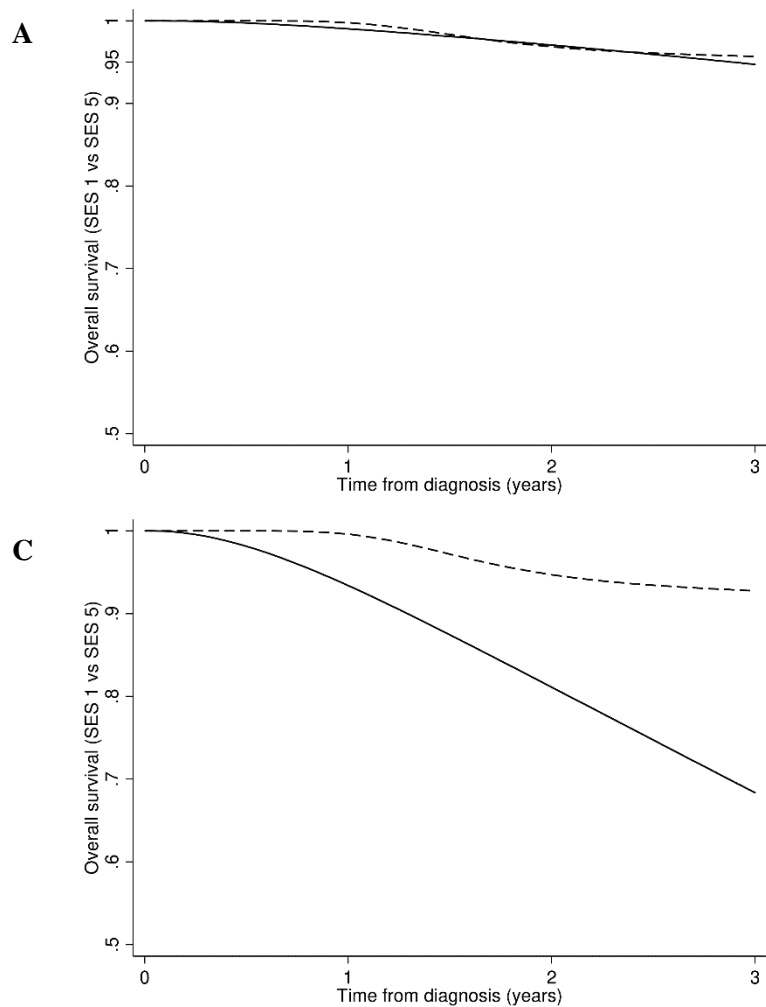 A
Overall survival (SES 1 vs SES 5)
1
.95
.9
.8
.7
.6
.5
0 1 2 3
Time from diagnosis (years)
C
Overall survival (SES 1 vs SES 5)
1
.9
.8
.7
.6
.5
0 1 2 3
Time from diagnosis (years)